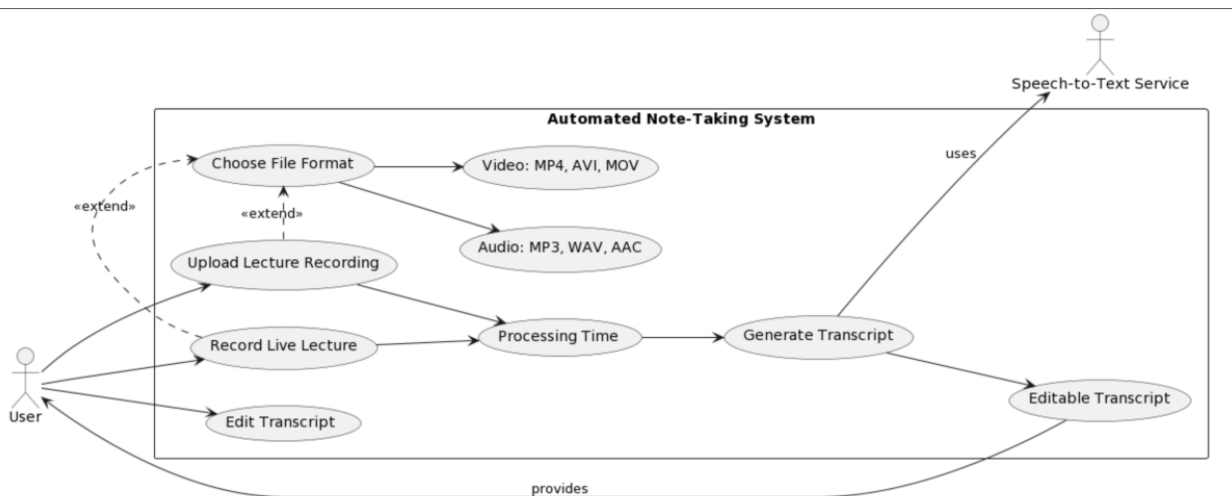 Speech-to-Text Service
Automated Note-Taking System
Choose File Format
Video: MP4, AVI, MOV
uses
«extend»
«extend»
Audio: MP3, WAV, AAC
Upload Lecture Recording
Processing Time
Generate Transcript
Record Live Lecture
Editable Transcript
User
Edit Transcript
provides